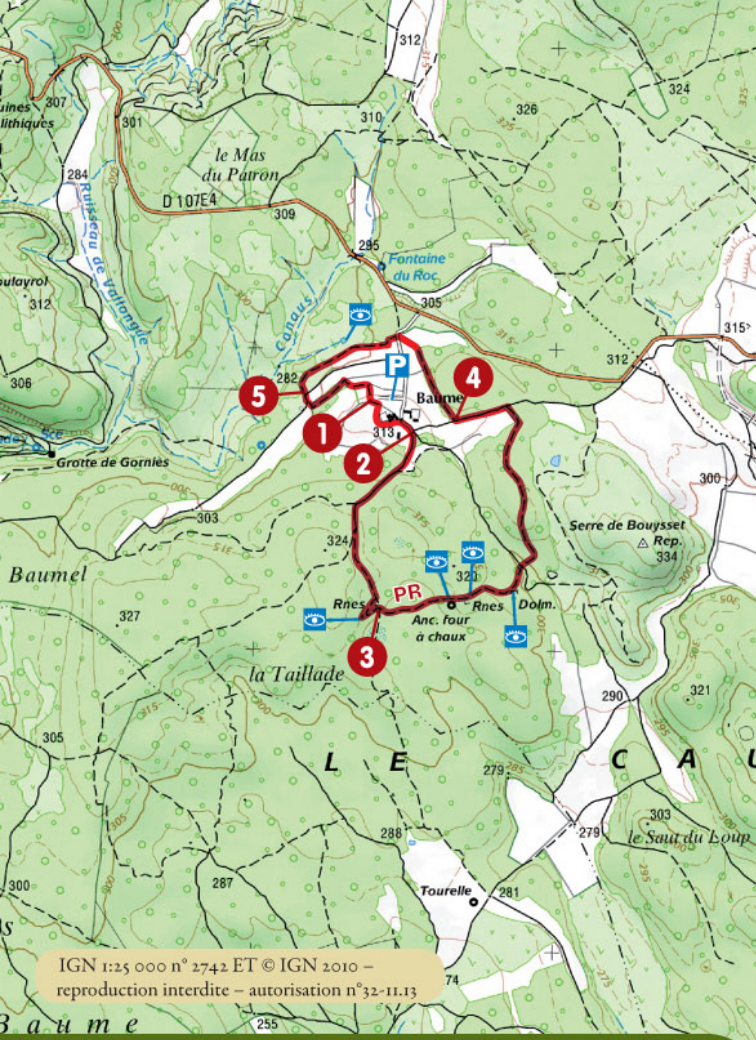 312
324
326
uines
307
lithiques
301
310
le Mas
du Patron
284
Ruisseau de Vallongue
D 107E4
309
295
Fontaine
du Roc
oulayrol
312
Canaus
305
315
312
P
306
282
5
4
Baume
1
313
2
Grotte de Gorniès
300
303
315
Serre de Bouysset
Rep.
334
324
Baumel
320
PR
327
Rnes
Rnes
Dolm.
Anc. four
à chaux
3
la Taillade
290
321
305
L E C A U
279
303
288
279
le Saut du Loup
287
300
Tourelle
281
IGN 1:25 000 n° 2742 ET © IGN 2010 –
reproduction interdite – autorisation n°32-11.13
74
Baume
255